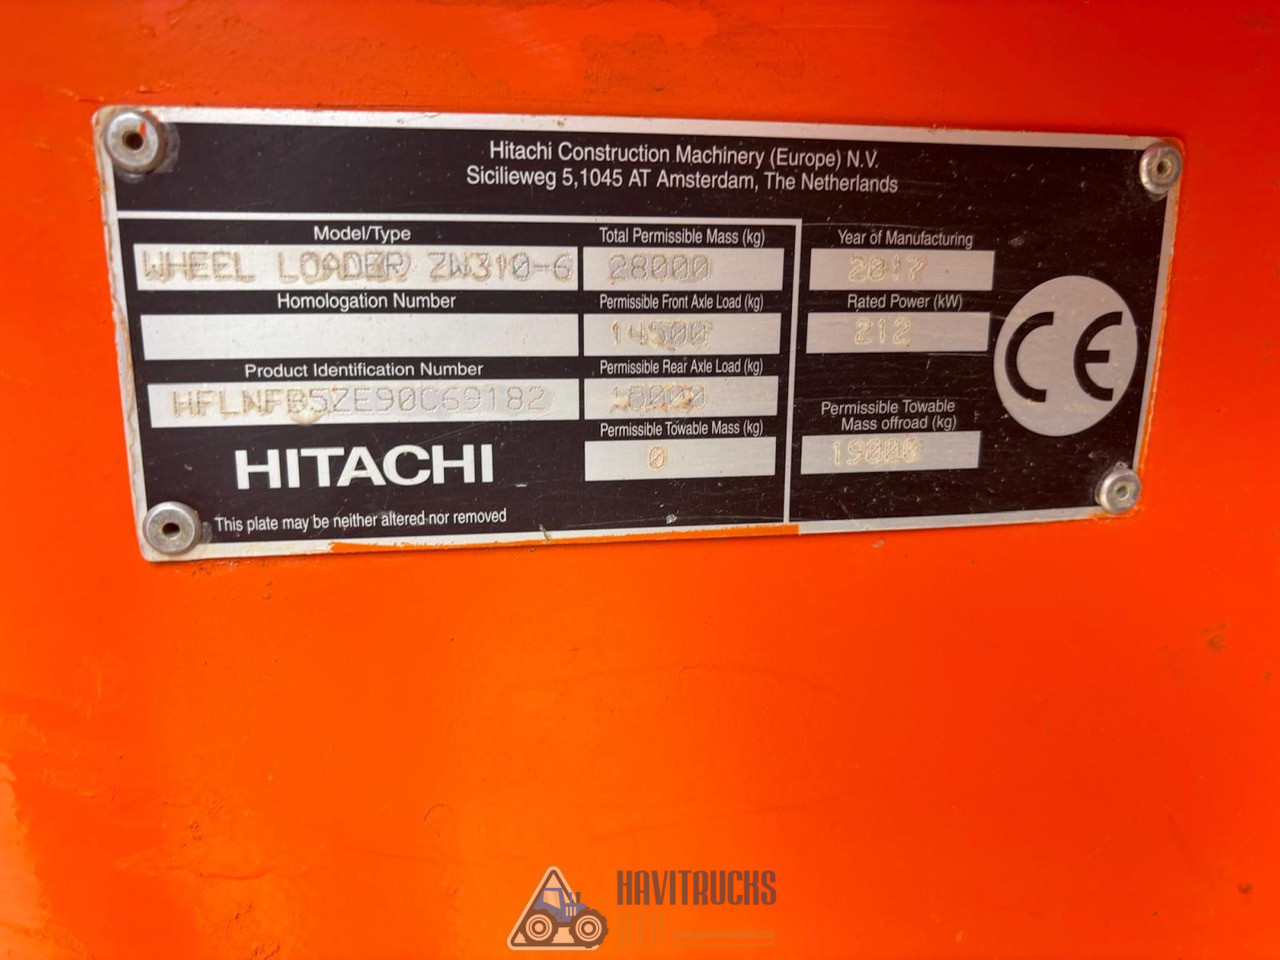 Hitachi Construction Machinery (Europe) N.V.
Sicilieweg 5,1045 AT Amsterdam, The Netherlands
Model/Type
WHEEL LOADER ZW310-6
Homologation Number
Product Identification Number
HFLNFB5ZE90C69182
HITACHI
This plate may be neither altered nor removed
Total Permissible Mass (kg)
28000
Permissible Front Axle Load (kg)
14500
Permissible Rear Axle Load (kg)
Permissible Towable Mass (kg)
0
Year of Manufacturing
2017
Rated Power (kW)
212
Permissible Towable
Mass offroad (kg)
19000
CE
HAVITRUCKS